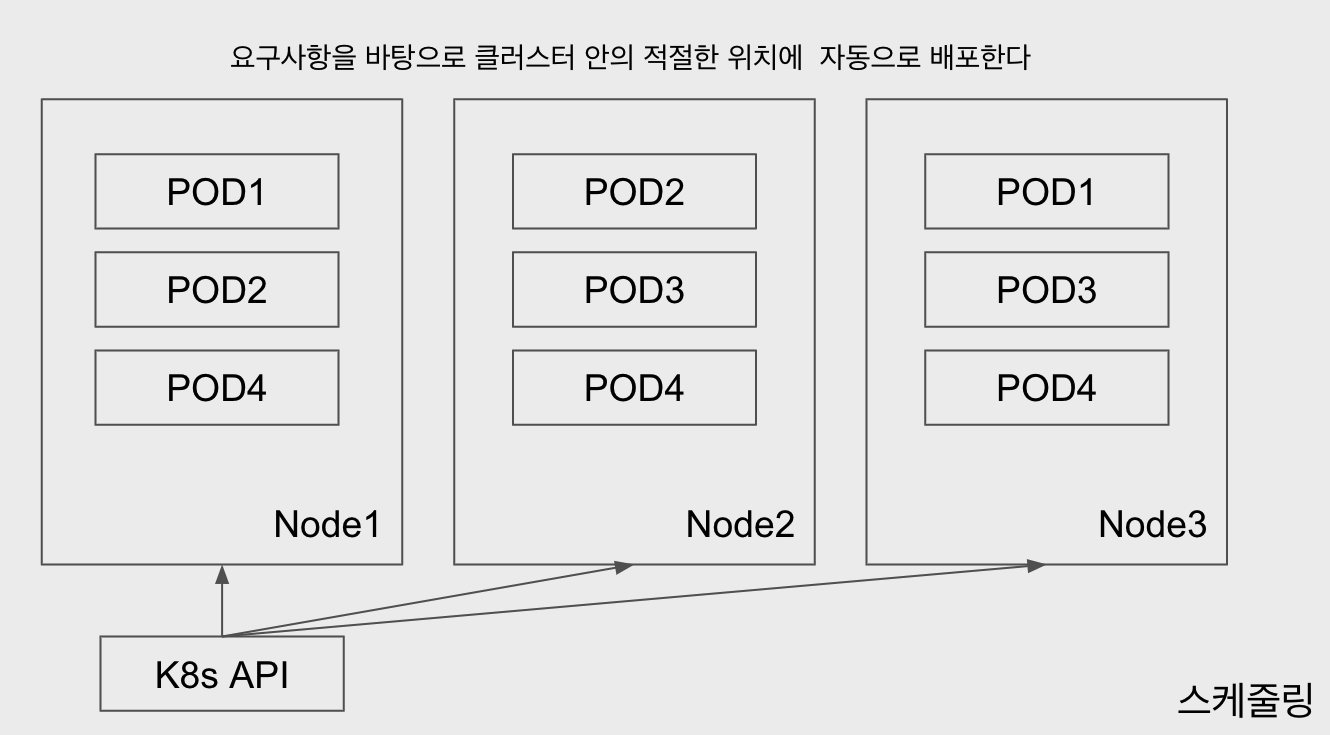 요구사항을 바탕으로 클러스터 안의 적절한 위치에 자동으로 배포한다
POD1
POD2
POD4
Node1
POD2
POD3
POD4
Node2
POD1
POD3
POD4
Node3
K8s API
스케줄링